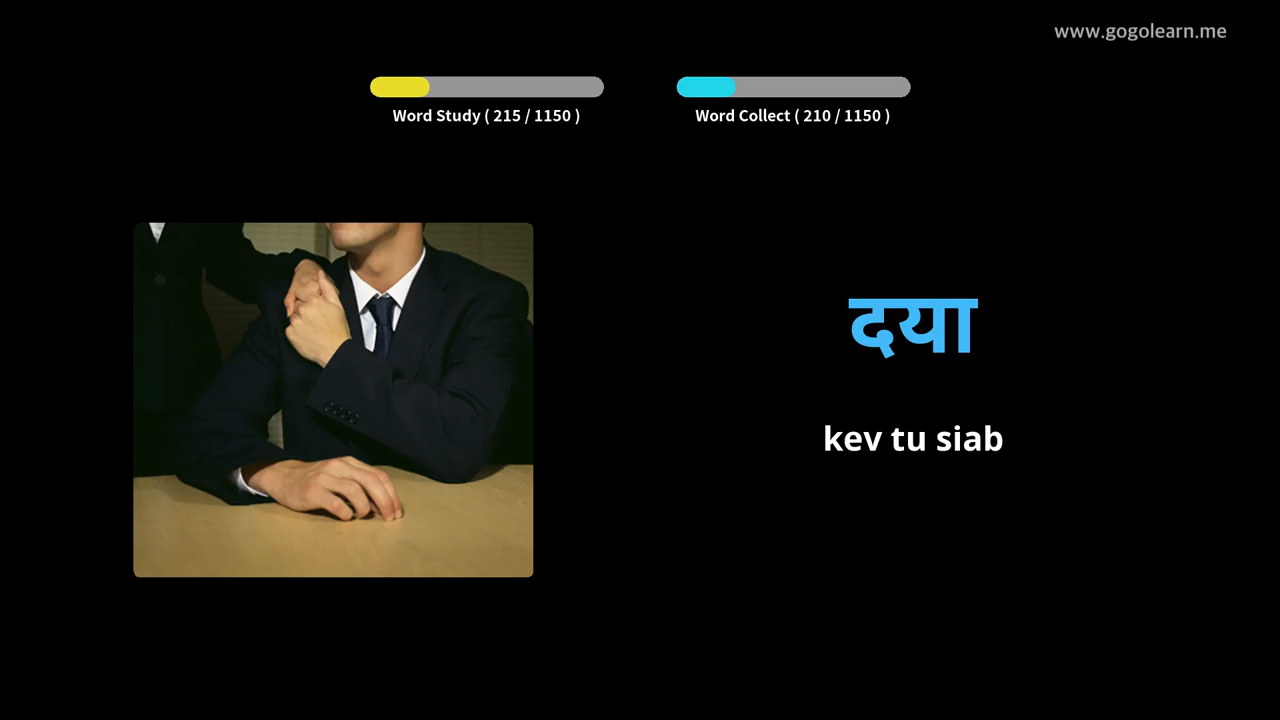 www.gogolearn.me
Word Study ( 215 / 1150 )
Word Collect ( 210 / 1150 )
दया
kev tu siab